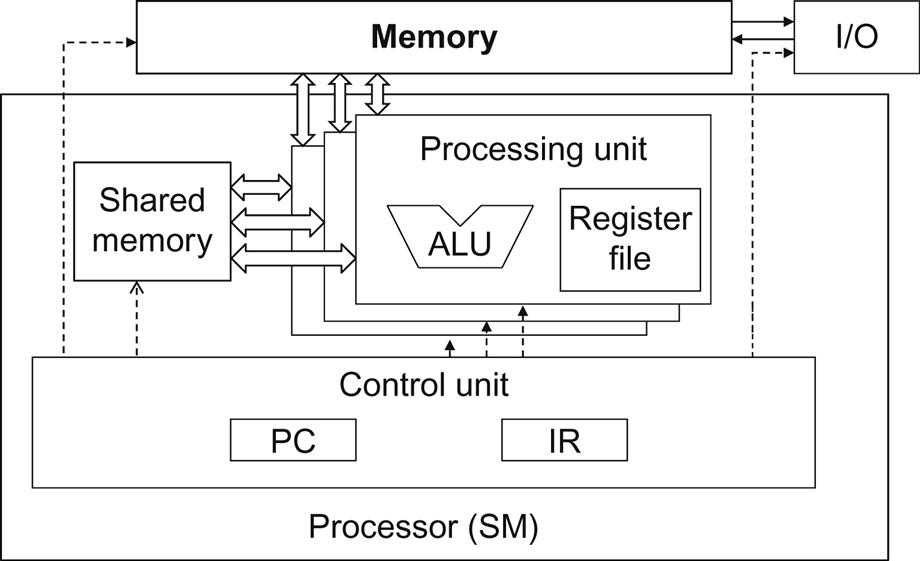 Memory
I/O
Processing unit
Shared
memory
ALU
Register
file
Control unit
PC
IR
Processor (SM)